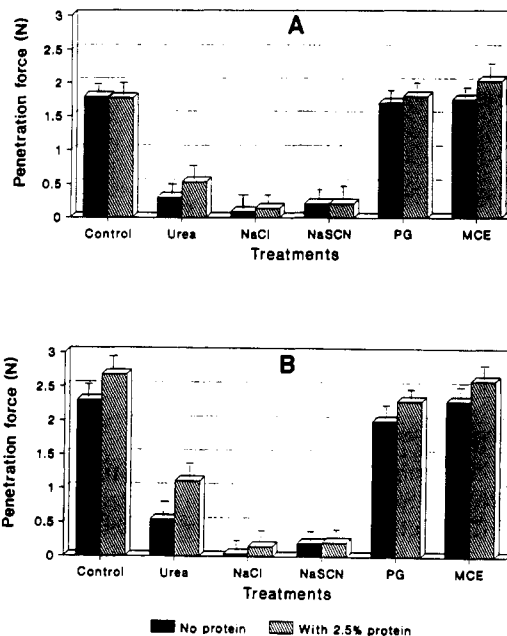 A
Penetration force (N)
3
2.5
2
1.5
1
0.5
0
Control Urea NaCl NaSCN PG MCE
Treatments
B
Penetration force (N)
3
2.5
2
1.5
1
0.5
0
Control Urea NaCl NaSCN PG MCE
Treatments
No protein With 2.5% protein